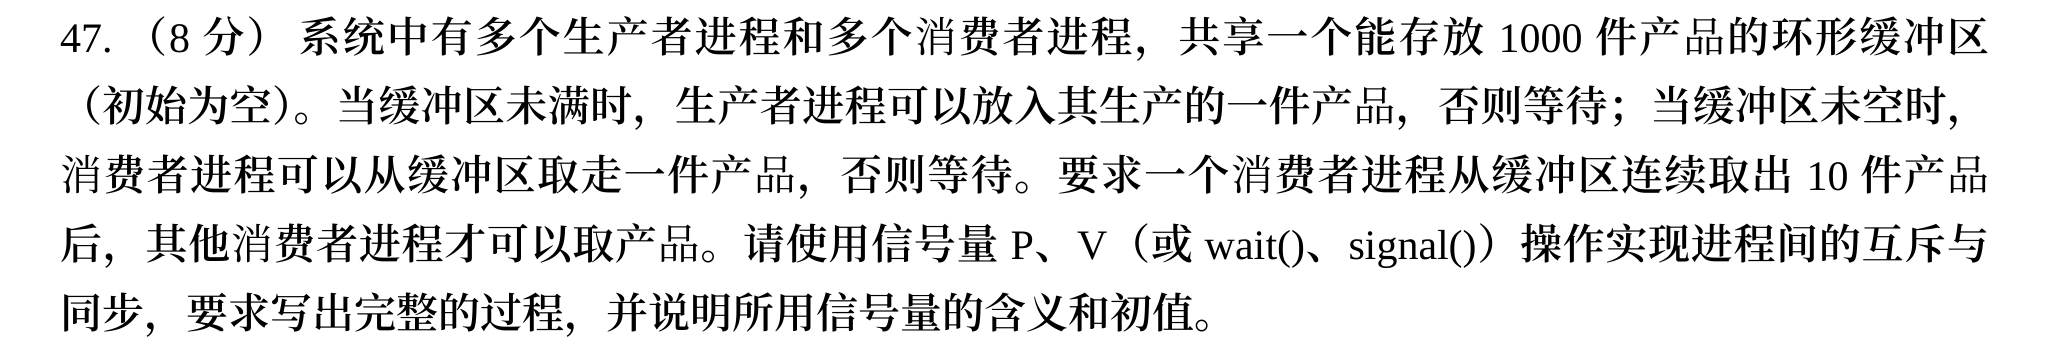 47. （8 分） 系统中有多个生产者进程和多个消费者进程，共享一个能存放 1000 件产品的环形缓冲区
（初始为空）。当缓冲区未满时，生产者进程可以放入其生产的一件产品，否则等待；当缓冲区未空时，
消费者进程可以从缓冲区取走一件产品，否则等待。要求一个消费者进程从缓冲区连续取出 10 件产品
后，其他消费者进程才可以取产品。请使用信号量 P、V（或 wait()、signal()）操作实现进程间的互斥与
同步，要求写出完整的过程，并说明所用信号量的含义和初值。